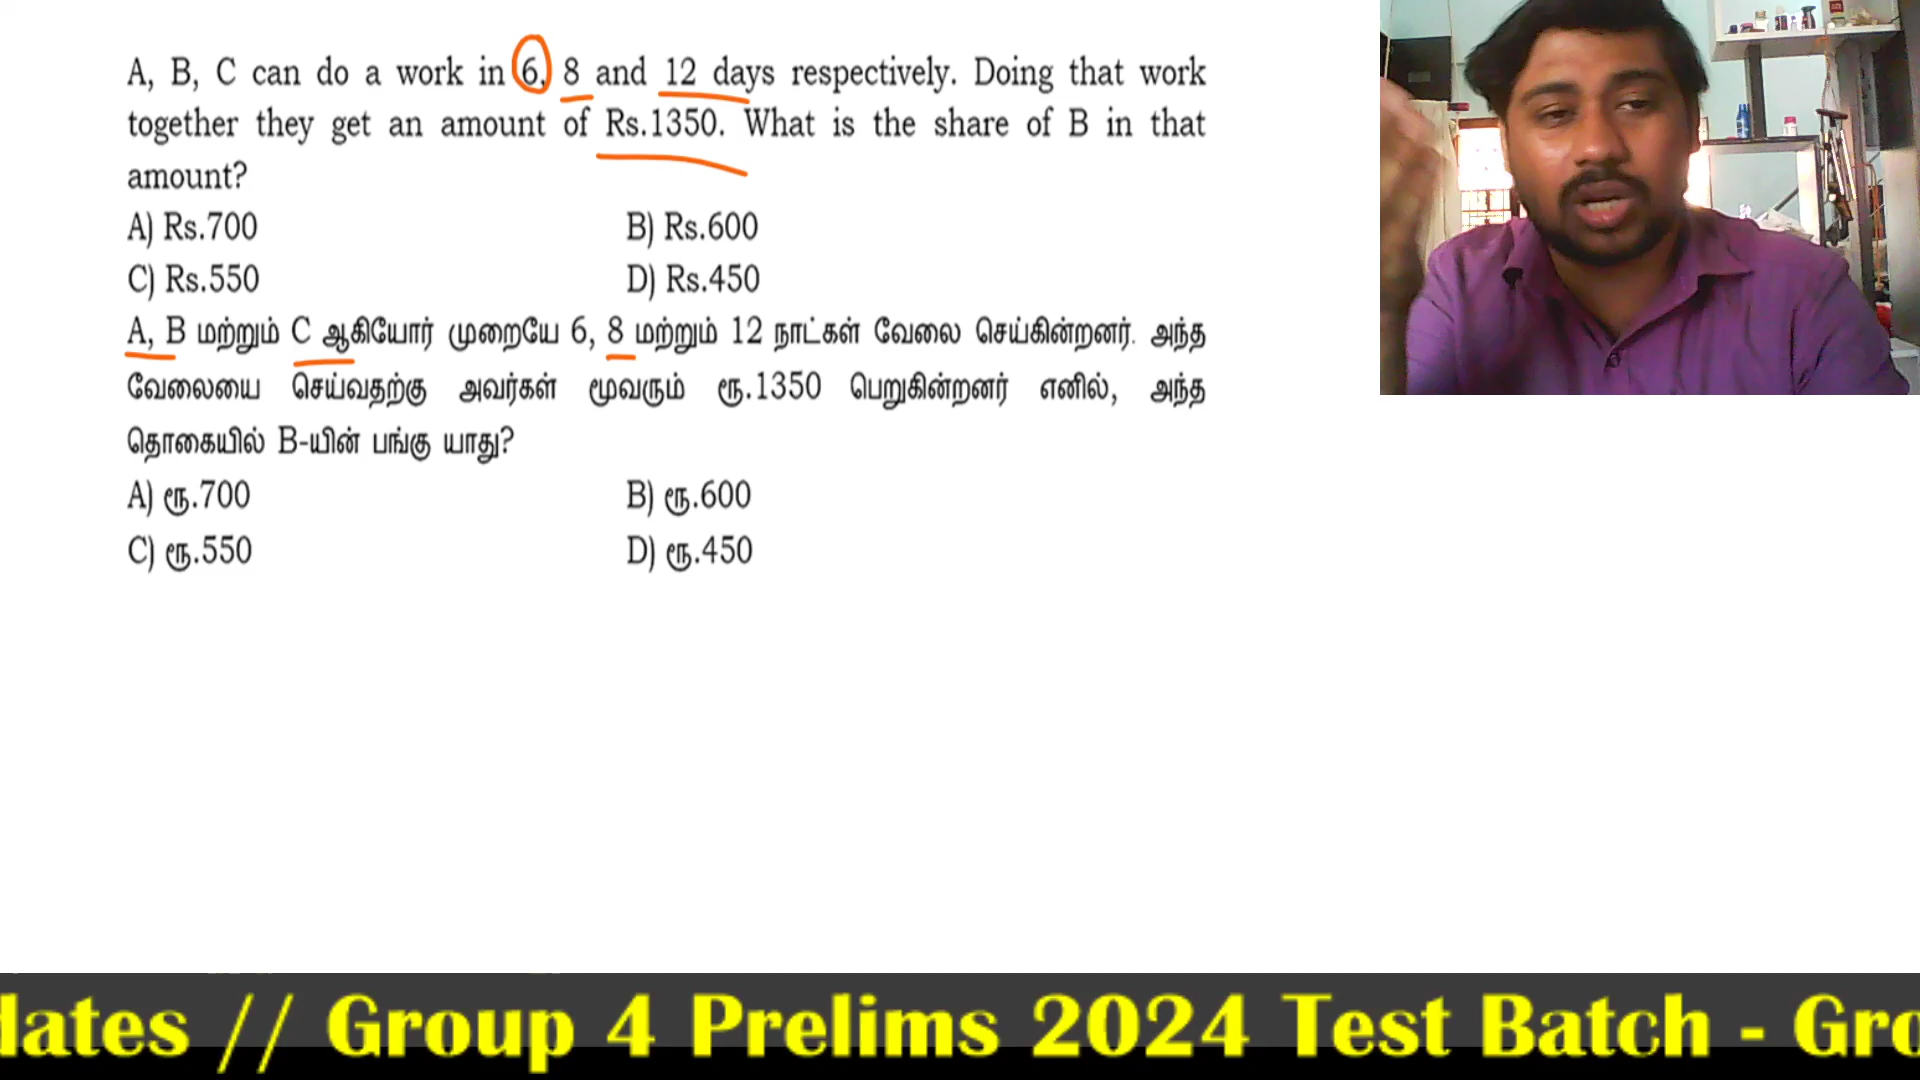 A, B, C can do a work in 6, 8 and 12 days respectively. Doing that work
together they get an amount of Rs.1350. What is the share of B in that
amount?
A) Rs.700 B) Rs.600
C) Rs.550 D) Rs.450
A, B மற்றும் C ஆகியோர் முறையே 6, 8 மற்றும் 12 நாட்கள் வேலை செய்கின்றனர். அந்த
வேலையை செய்வதற்கு அவர்கள் மூவரும் ரூ.1350 பெறுகின்றனர் எனில், அந்த
தொகையில் B-யின் பங்கு யாது?
A) ரூ.700 B) ரூ.600
C) ரூ.550 D) ரூ.450
dates // Group 4 Prelims 2024 Test Batch - Gro